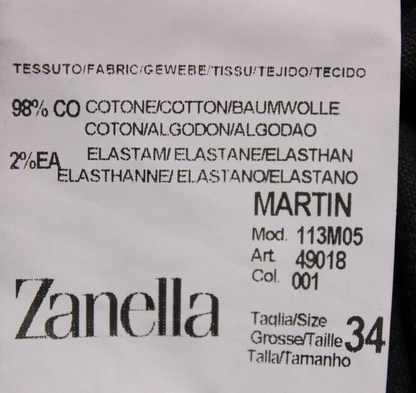 TESSUTO/FABRIC/GEWEBE/TISSU/TEJIDO/TECIDO
98% CO COTONE/COTTON/BAUMWOLLE
COTON/ALGODON/ALGODAO
2%EA ELASTAM/ ELASTANE/ELASTHAN
ELASTHANNE/ ELASTANO/ELASTANO
MARTIN
Mod. 113M05
Art. 49018
Col. 001
Zanella
Taglia/Size
Grosse/Taille 34
Talla/Tamanho